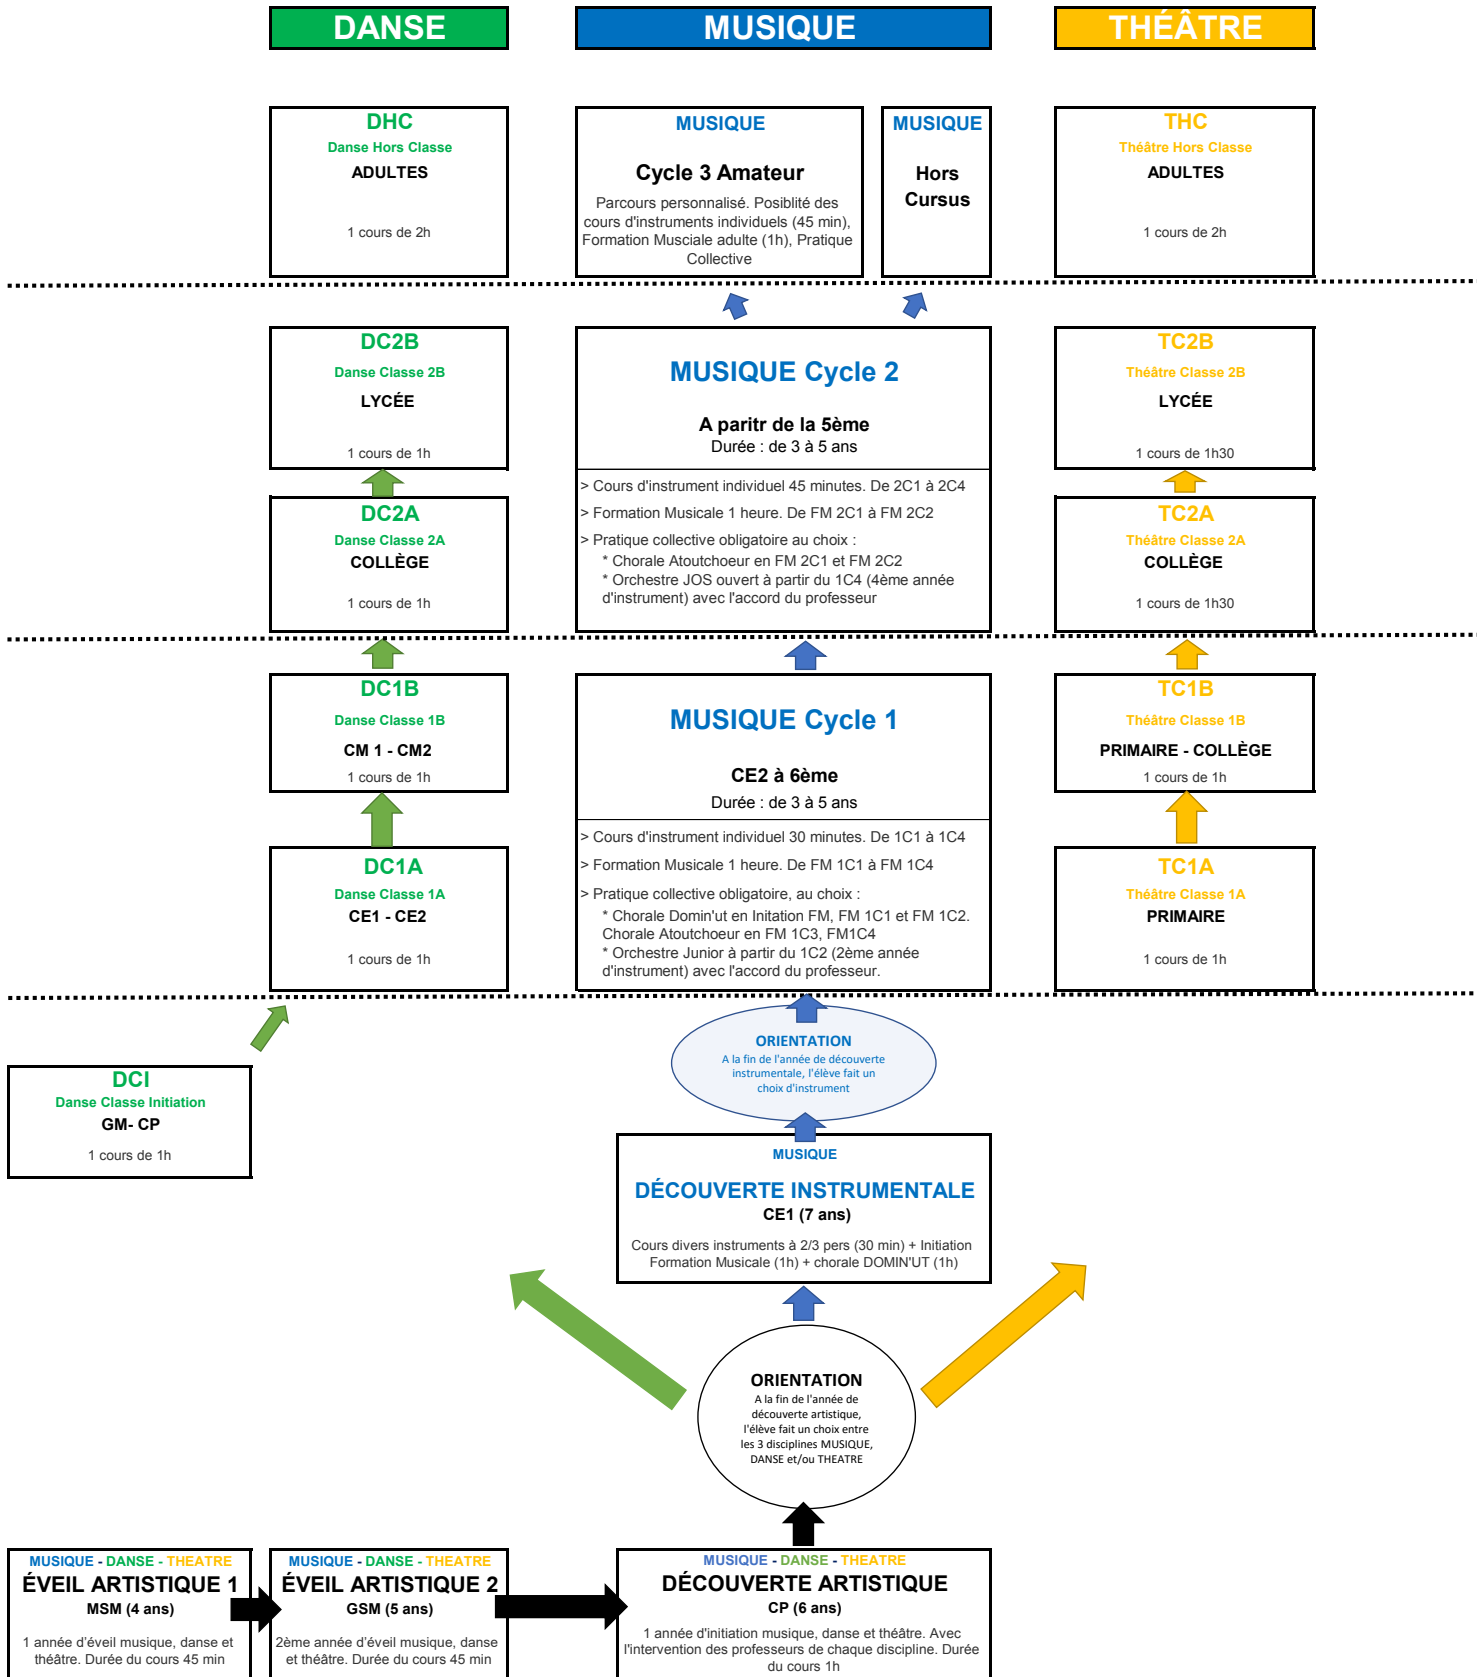 DANSE
MUSIQUE
THÉÂTRE
DHC
Danse Hors Classe
ADULTES
1 cours de 2h
MUSIQUE
Cycle 3 Amateur
Parcours personnalisé. Posiblité des
cours d'instruments individuels (45 min),
Formation Musciale adulte (1h), Pratique
Collective
MUSIQUE
Hors
Cursus
THC
Théâtre Hors Classe
ADULTES
1 cours de 2h
DC2B
Danse Classe 2B
LYCÉE
1 cours de 1h
MUSIQUE Cycle 2
A paritr de la 5ème
Durée : de 3 à 5 ans
> Cours d'instrument individuel 45 minutes. De 2C1 à 2C4
> Formation Musicale 1 heure. De FM 2C1 à FM 2C2
> Pratique collective obligatoire au choix :
* Chorale Atoutchoeur en FM 2C1 et FM 2C2
* Orchestre JOS ouvert à partir du 1C4 (4ème année
d'instrument) avec l'accord du professeur
TC2B
Théâtre Classe 2B
LYCÉE
1 cours de 1h30
DC2A
Danse Classe 2A
COLLÈGE
1 cours de 1h
TC2A
Théâtre Classe 2A
COLLÈGE
1 cours de 1h30
DC1B
Danse Classe 1B
CM 1 - CM2
1 cours de 1h
MUSIQUE Cycle 1
CE2 à 6ème
Durée : de 3 à 5 ans
> Cours d'instrument individuel 30 minutes. De 1C1 à 1C4
> Formation Musicale 1 heure. De FM 1C1 à FM 1C4
> Pratique collective obligatoire, au choix :
* Chorale Domin'ut en Initation FM, FM 1C1 et FM 1C2.
Chorale Atoutchoeur en FM 1C3, FM1C4
* Orchestre Junior à partir du 1C2 (2ème année
d'instrument) avec l'accord du professeur.
TC1B
Théâtre Classe 1B
PRIMAIRE - COLLÈGE
1 cours de 1h
DC1A
Danse Classe 1A
CE1 - CE2
1 cours de 1h
TC1A
Théâtre Classe 1A
PRIMAIRE
1 cours de 1h
ORIENTATION
A la fin de l'année de découverte
instrumentale, l'élève fait un
choix d'instrument
DCI
Danse Classe Initiation
GM- CP
1 cours de 1h
MUSIQUE
DÉCOUVERTE INSTRUMENTALE
CE1 (7 ans)
Cours divers instruments à 2/3 pers (30 min) + Initiation
Formation Musicale (1h) + chorale DOMIN'UT (1h)
ORIENTATION
A la fin de l'année de
découverte artistique,
l'élève fait un choix entre
les 3 disciplines MUSIQUE,
DANSE et/ou THEATRE
MUSIQUE - DANSE - THEATRE
ÉVEIL ARTISTIQUE 1
MSM (4 ans)
1 année d'éveil musique, danse et
théâtre. Durée du cours 45 min
MUSIQUE - DANSE - THEATRE
ÉVEIL ARTISTIQUE 2
GSM (5 ans)
2ème année d'éveil musique, danse
et théâtre. Durée du cours 45 min
MUSIQUE - DANSE - THEATRE
DÉCOUVERTE ARTISTIQUE
CP (6 ans)
1 année d'initiation musique, danse et théâtre. Avec
l'intervention des professeurs de chaque discipline. Durée
du cours 1h